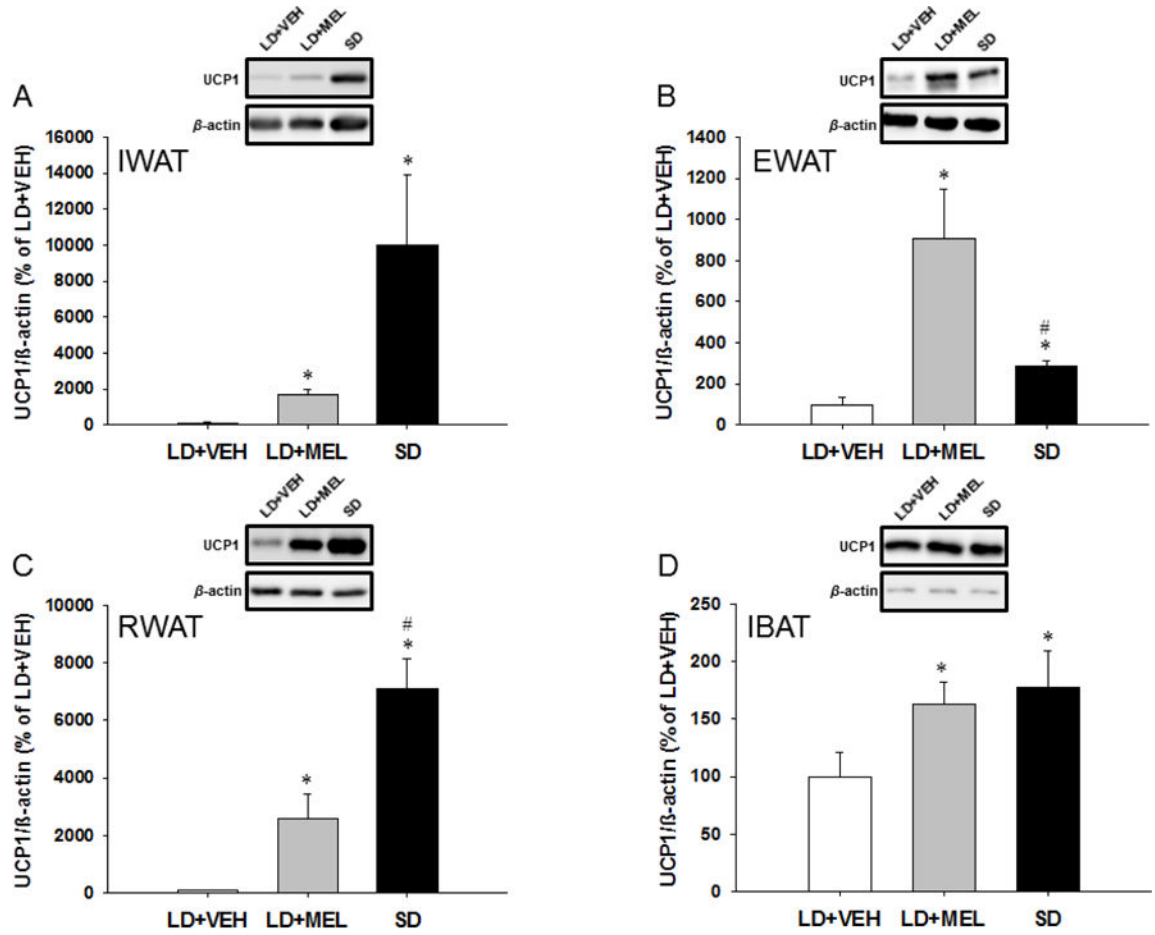 A
LD+VEH LD+MEL SD
UCP1
β-actin
IWAT
UCP1/ß-actin (% of LD+VEH)
16000
14000
12000
10000
8000
6000
4000
2000
0
*
*
LD+VEH LD+MEL SD
B
LD+VEH LD+MEL SD
UCP1
β-actin
EWAT
UCP1/ß-actin (% of LD+VEH)
1400
1200
1000
800
600
400
200
0
*
#
*
LD+VEH LD+MEL SD
C
LD+VEH LD+MEL SD
UCP1
β-actin
RWAT
UCP1/ß-actin (% of LD+VEH)
10000
8000
6000
4000
2000
0
*
#
*
LD+VEH LD+MEL SD
D
LD+VEH LD+MEL SD
UCP1
β-actin
IBAT
UCP1/ß-actin (% of LD+VEH)
250
200
150
100
50
0
*
*
LD+VEH LD+MEL SD